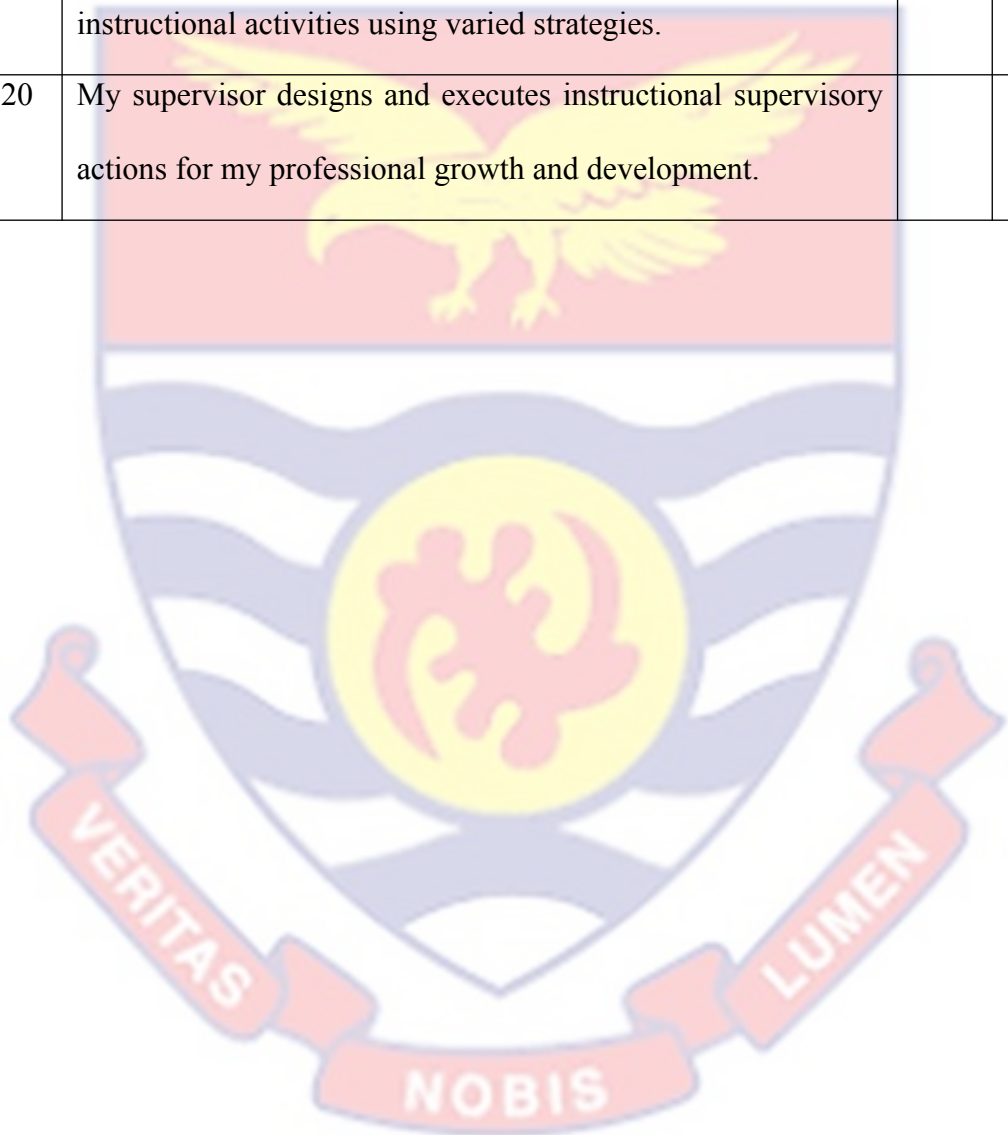 instructional activities using varied strategies.
20 My supervisor designs and executes instructional supervisory
actions for my professional growth and development.
VERITAS
NOBIS
LUMEN